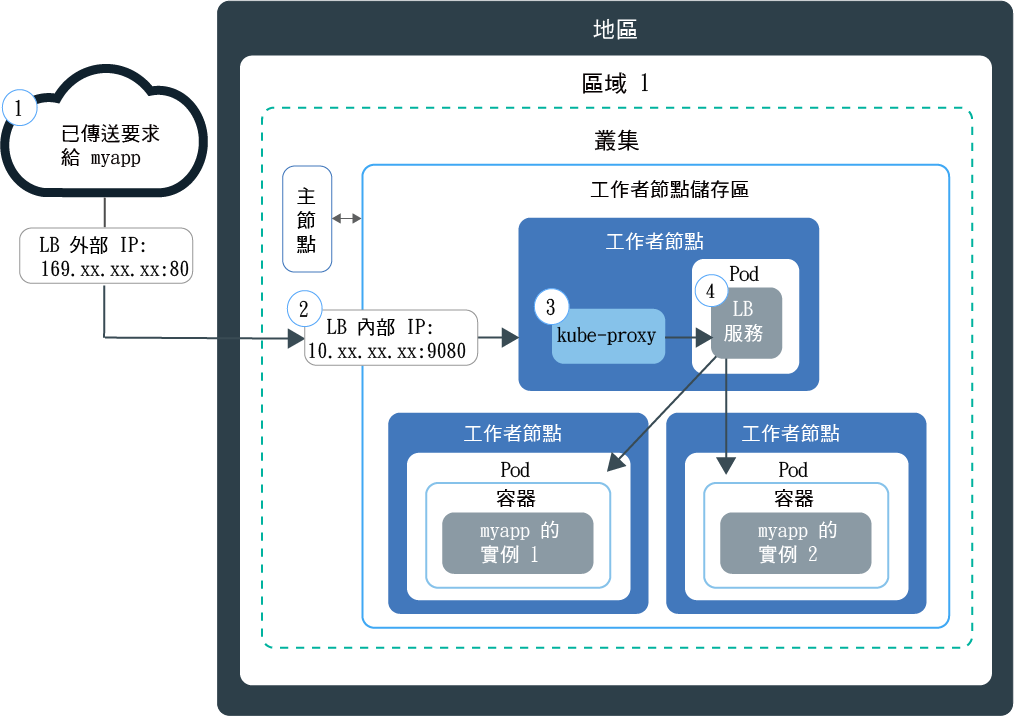 地區
區域 1
叢集
1
已傳送要求
給 myapp
LB 外部 IP:
169.xx.xx.xx:80
主
節
點
工作者節點儲存區
工作者節點
2
LB 內部 IP:
10.xx.xx.xx:9080
3
kube-proxy
Pod
4
LB
服務
工作者節點
Pod
容器
myapp 的
實例 1
工作者節點
Pod
容器
myapp 的
實例 2